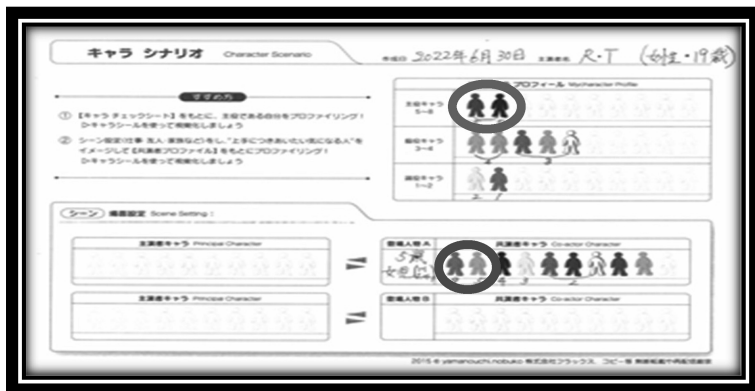 キャラ シナリオ Character Scenario
作成日 2022年6月30日 主演者名 R・T (女性・19歳)
すすめ方
① 【キャラ チェックシート】をもとに、主役である自分をプロファイリング!
▷キャラシールを使って視覚化しましょう
② シーン設定(仕事 友人 家族など)をし、"上手につきあいたい気になる人"を
イメージして【共演者プロファイル】をもとにプロファイリング!
▷キャラシールを使って視覚化しましょう
プロフィール Mycharacter Profile
主役キャラ
5~6
脇役キャラ
3~4
4 3
端役キャラ
1~2
2 1
シーン 場面設定 Scene Setting :
主演者キャラ Principal Character
登場人物 A 共演者キャラ Co-actor Character
5歳
女児
5 4 3 2
主演者キャラ Principal Character
登場人物 B 共演者キャラ Co-actor Character
2015 © yamanouchi.nobuko 株式会社フラックス、コピー等 無断転載や再配信厳禁